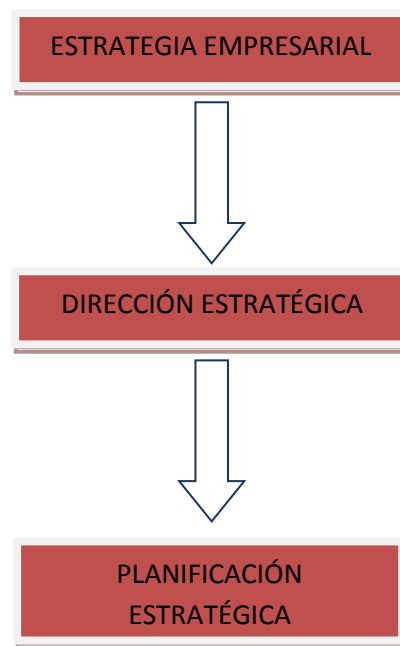 ESTRATEGIA EMPRESARIAL
DIRECCIÓN ESTRATÉGICA
PLANIFICACIÓN
ESTRATÉGICA